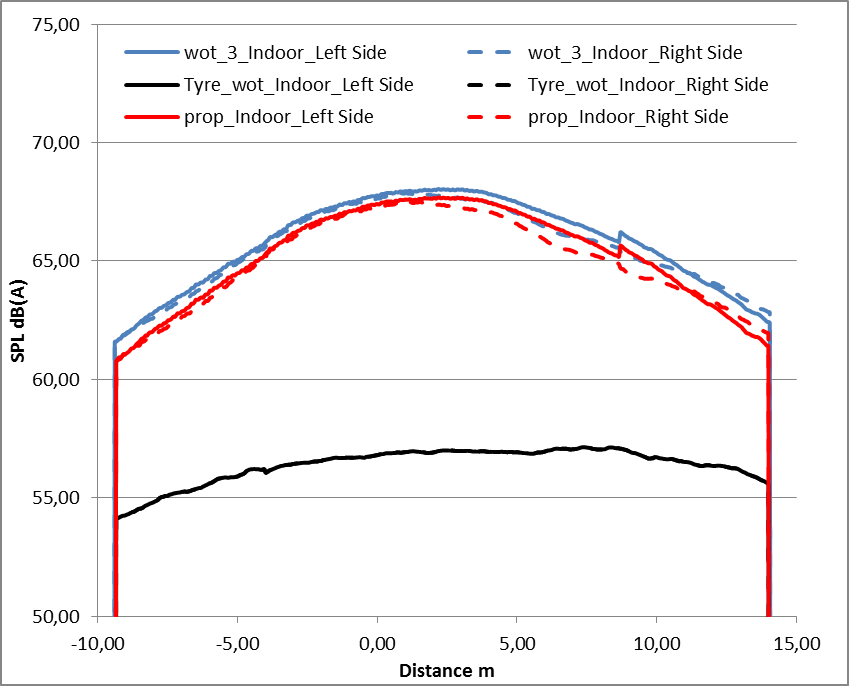 75,00
wot_3_Indoor_Left Side wot_3_Indoor_Right Side
Tyre_wot_Indoor_Left Side Tyre_wot_Indoor_Right Side
prop_Indoor_Left Side prop_Indoor_Right Side
70,00
65,00
SPL dB(A)
60,00
55,00
50,00
-10,00 -5,00 0,00 5,00 10,00 15,00
Distance m